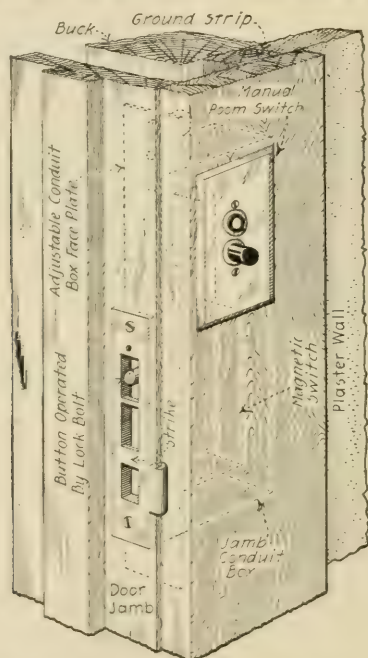 Ground Strip
Buck
Manual
Room Switch
Adjustable Conduit
Box Face Plate
Button Operated
By Lock Bolt
S
Strike
I
Magnetic
Switch
Plaster Wall
Jamb
Conduit
Box
Door
Jamb